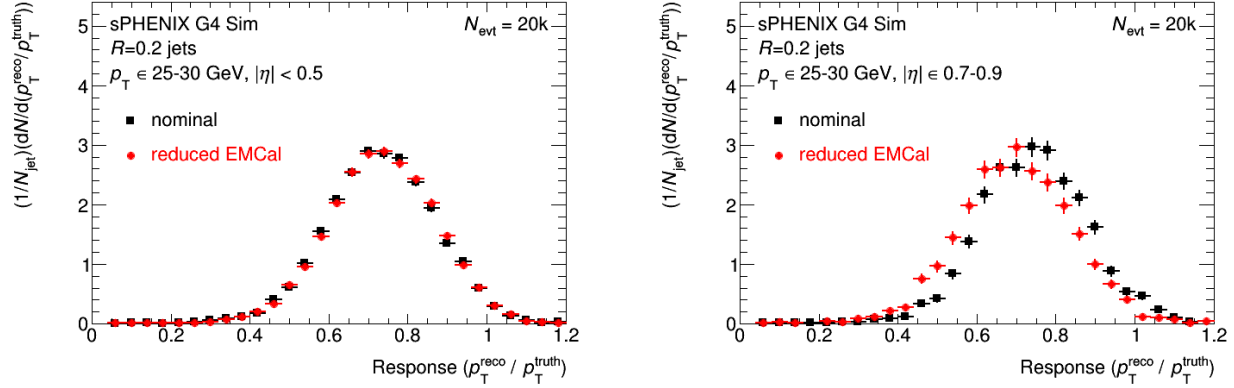 (1/N_jet)(dN/d(p_T^reco/p_T^truth))
sPHENIX G4 Sim
N_evt = 20k
R=0.2 jets
p_T ∈ 25-30 GeV, |η| < 0.5
nominal
reduced EMCal
5
4
3
2
1
0
0 0.2 0.4 0.6 0.8 1 1.2
Response (p_T^reco / p_T^truth)
(1/N_jet)(dN/d(p_T^reco/p_T^truth))
sPHENIX G4 Sim
N_evt = 20k
R=0.2 jets
p_T ∈ 25-30 GeV, |η| ∈ 0.7-0.9
nominal
reduced EMCal
5
4
3
2
1
0
0 0.2 0.4 0.6 0.8 1 1.2
Response (p_T^reco / p_T^truth)